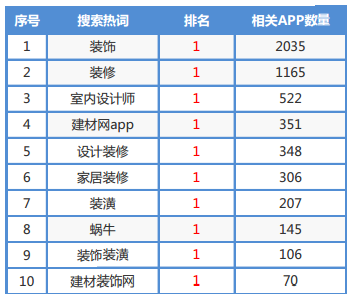 序号 搜索热词 排名 相关APP数量
1 装饰 1 2035
2 装修 1 1165
3 室内设计师 1 522
4 建材网app 1 351
5 设计装修 1 348
6 家居装修 1 306
7 装潢 1 207
8 蜗牛 1 145
9 装饰装潢 1 106
10 建材装饰网 1 70